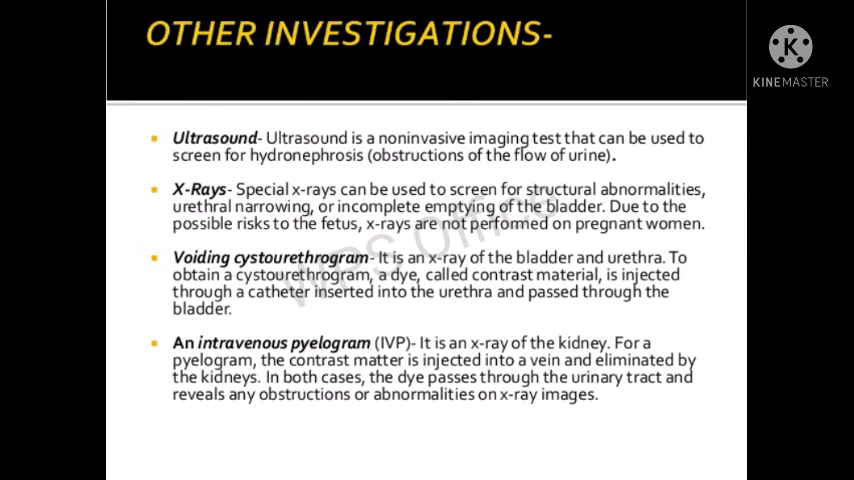 OTHER INVESTIGATIONS-
K
KINEMASTER
▪ Ultrasound- Ultrasound is a noninvasive imaging test that can be used to
screen for hydronephrosis (obstructions of the flow of urine).
▪ X-Rays- Special x-rays can be used to screen for structural abnormalities,
urethral narrowing, or incomplete emptying of the bladder. Due to the
possible risks to the fetus, x-rays are not performed on pregnant women.
▪ Voiding cystourethrogram- It is an x-ray of the bladder and urethra. To
obtain a cystourethrogram, a dye, called contrast material, is injected
through a catheter inserted into the urethra and passed through the
bladder.
▪ An intravenous pyelogram (IVP)- It is an x-ray of the kidney. For a
pyelogram, the contrast matter is injected into a vein and eliminated by
the kidneys. In both cases, the dye passes through the urinary tract and
reveals any obstructions or abnormalities on x-ray images.
WPS Office